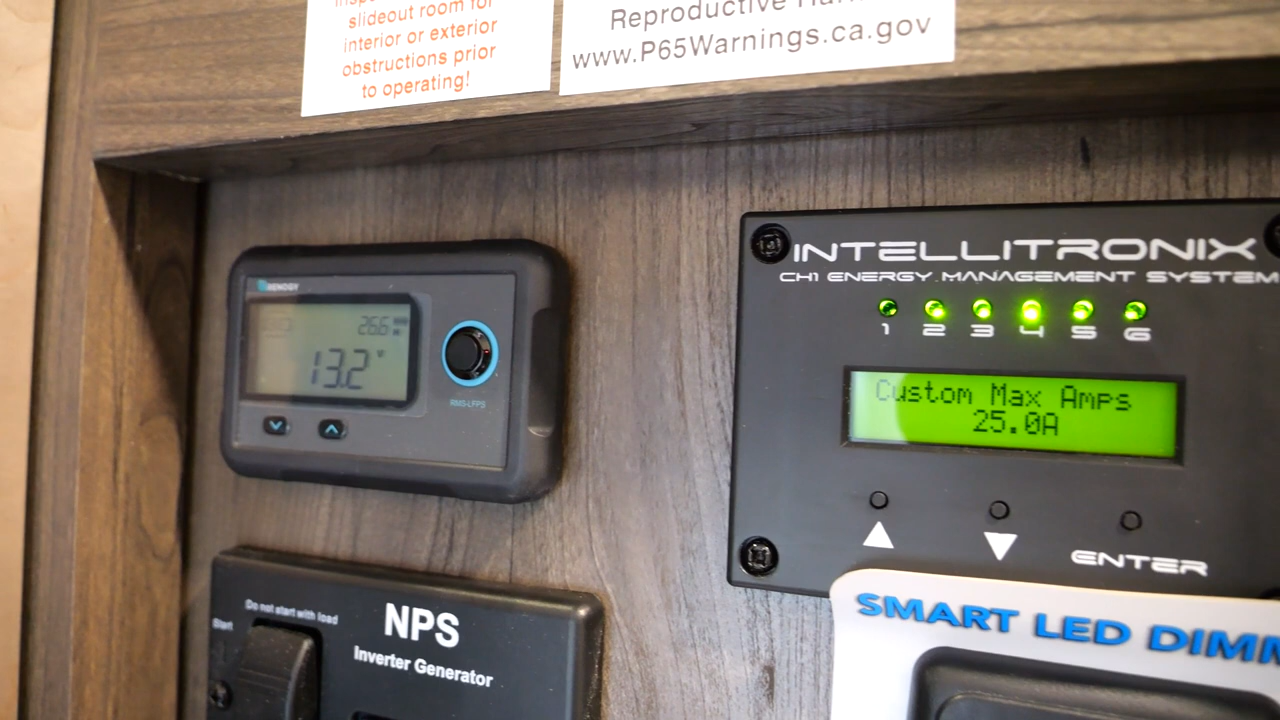 slideout room for
interior or exterior
obstructions prior
to operating!
Reproductive
www.P65Warnings.ca.gov
RENOGY
26.6
13.2 V
RMS-LFPS
INTELLITRONIX
CH1 ENERGY MANAGEMENT SYSTEM
1 2 3 4 5 6
Custom Max Amps
25.0A
ENTER
Do not start with load
Start
NPS
Inverter Generator
SMART LED